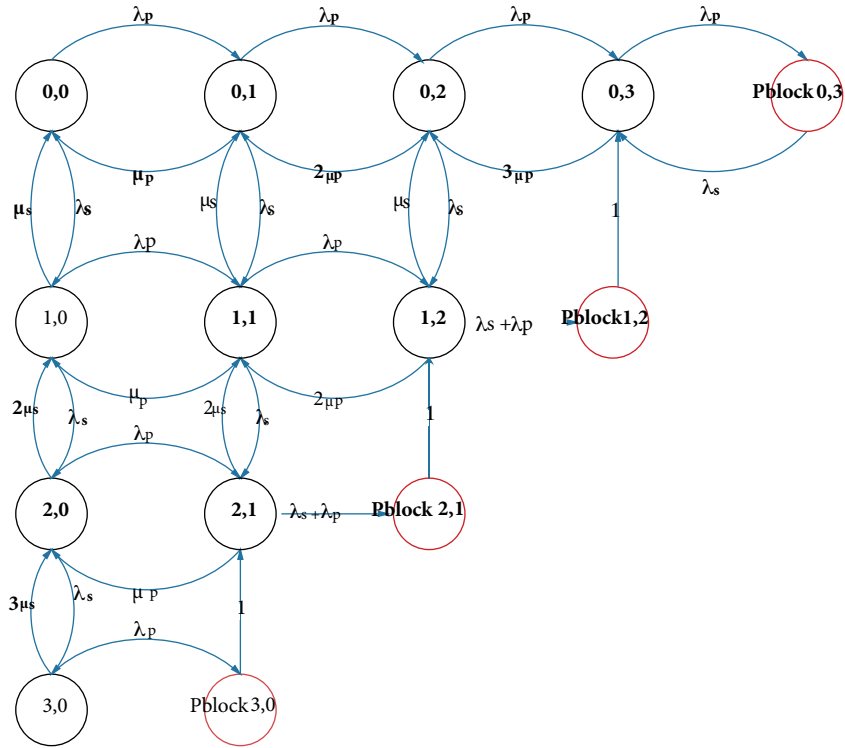 λp λp λp λp
0,0 0,1 0,2 0,3 Pblock 0,3
μp 2μp 3μp λs
μs λs μs λs μs λs 1
λp λp
1,0 1,1 1,2 λs +λp Pblock1,2
μp 2μp
2μs λs 2μs λs 1
λp
2,0 2,1 λs +λp Pblock 2,1
μp
3μs λs 1
λp
3,0 Pblock 3,0